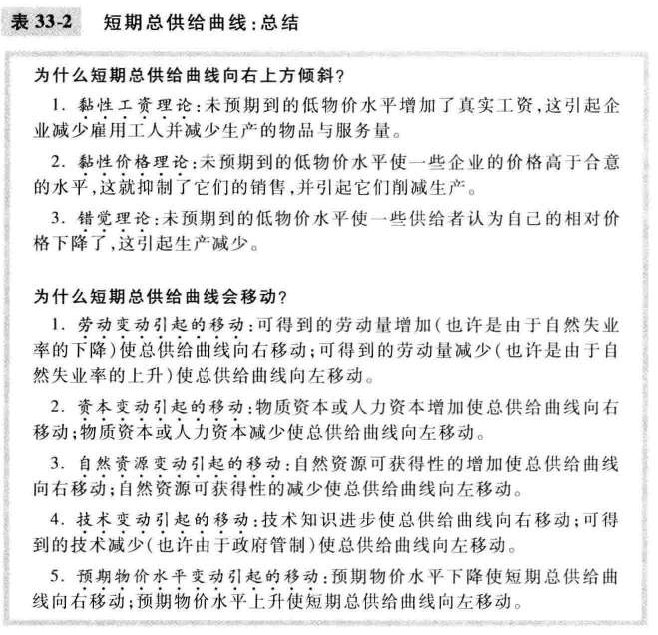 表 33-2 短期总供给曲线:总结
为什么短期总供给曲线向右上方倾斜?
1. 黏性工资理论:未预期到的低物价水平增加了真实工资,这引起企
业减少雇用工人并减少生产的物品与服务量。
2. 黏性价格理论:未预期到的低物价水平使一些企业的价格高于合意
的水平,这就抑制了它们的销售,并引起它们削减生产。
3. 错觉理论:未预期到的低物价水平使一些供给者认为自己的相对价
格下降了,这引起生产减少。
为什么短期总供给曲线会移动?
1. 劳动变动引起的移动:可得到的劳动量增加(也许是由于自然失业
率的下降)使总供给曲线向右移动;可得到的劳动量减少(也许是由于自
然失业率的上升)使总供给曲线向左移动。
2. 资本变动引起的移动:物质资本或人力资本增加使总供给曲线向右
移动;物质资本或人力资本减少使总供给曲线向左移动。
3. 自然资源变动引起的移动:自然资源可获得性的增加使总供给曲线
向右移动;自然资源可获得性的减少使总供给曲线向左移动。
4. 技术变动引起的移动:技术知识进步使总供给曲线向右移动;可得
到的技术减少(也许由于政府管制)使总供给曲线向左移动。
5. 预期物价水平变动引起的移动:预期物价水平下降使短期总供给曲
线向右移动;预期物价水平上升使短期总供给曲线向左移动。